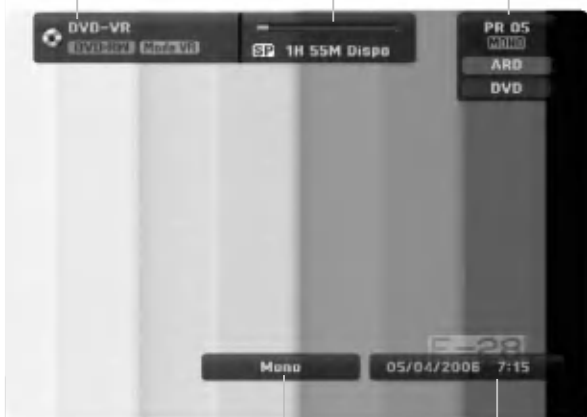 DVD-VR
DVD-RW Mode VR
SP 1H 55M Dispo
PR 05
MONO
ARD
DVD
E-28
Mono
05/04/2006 7:15